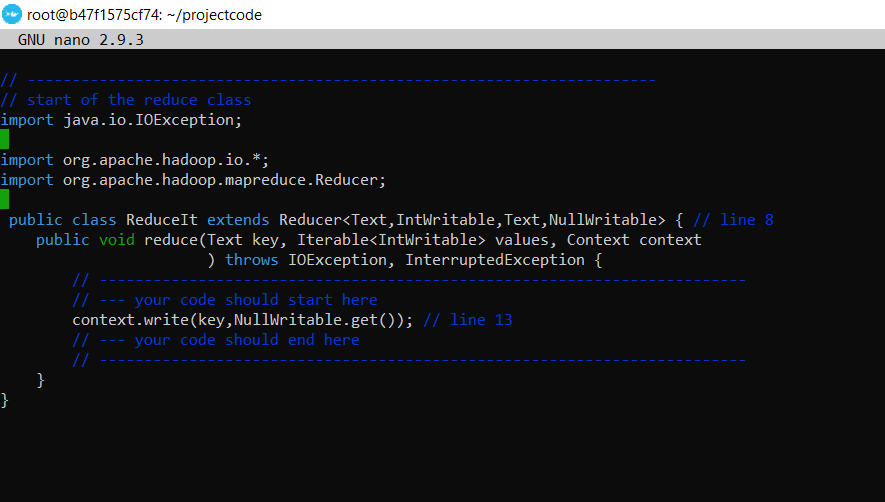 root@b47f1575cf74: ~/projectcode
GNU nano 2.9.3
// ----------------------------------------------------------------------
// start of the reduce class
import java.io.IOException;
import org.apache.hadoop.io.*;
import org.apache.hadoop.mapreduce.Reducer;
public class ReduceIt extends Reducer<Text,IntWritable,Text,NullWritable> { // line 8
public void reduce(Text key, Iterable<IntWritable> values, Context context
) throws IOException, InterruptedException {
// ------------------------------------------------------------------------
// --- your code should start here
context.write(key,NullWritable.get()); // line 13
// --- your code should end here
// ------------------------------------------------------------------------
}
}